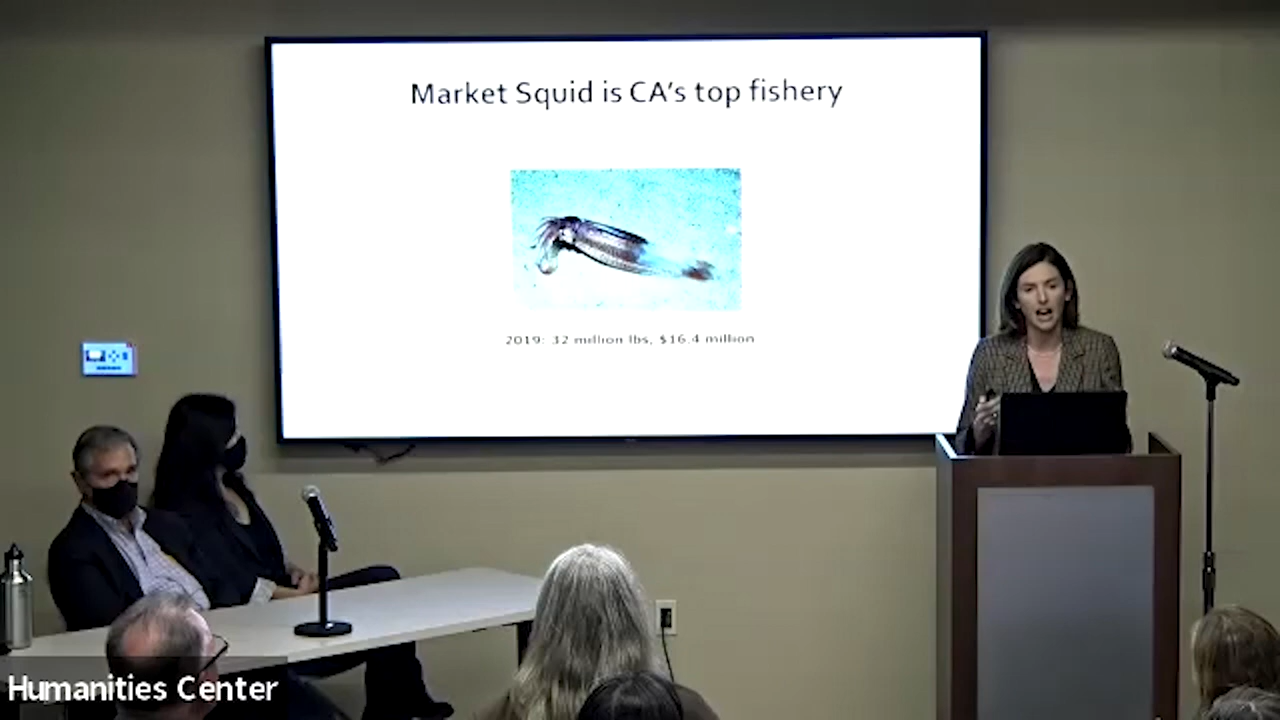 Market Squid is CA's top fishery
2019: 32 million lbs, $16.4 million
Humanities Center